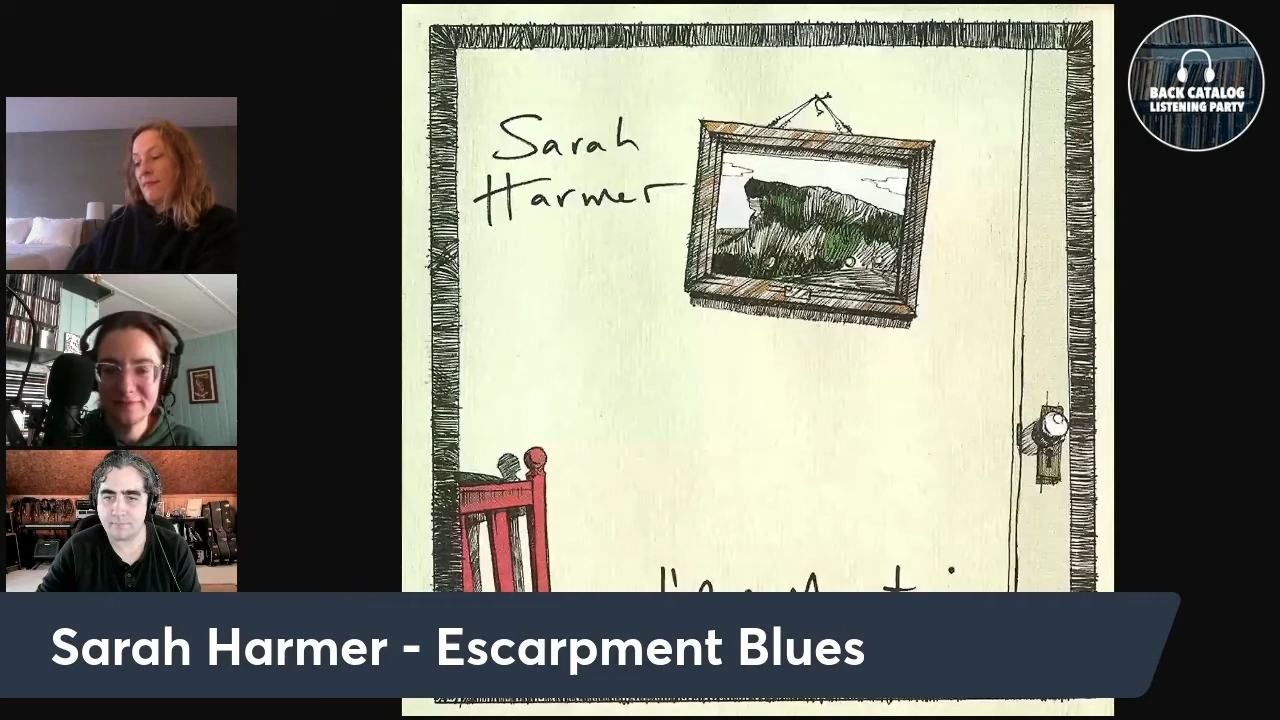 BACK CATALOG
LISTENING PARTY
Sarah
Harmer
Sarah Harmer - Escarpment Blues